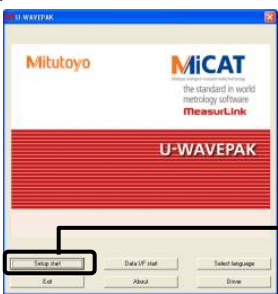 U-WAVEPAK
Mitutoyo
MiCAT
the standard in world
metrology software
MeasurLink
U-WAVEPAK
Setup start
Data I/F start
Select language
Exit
About
Driver